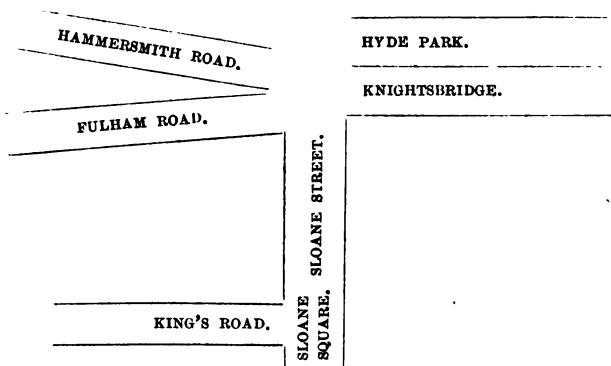 HAMMERSMITH ROAD.
HYDE PARK.
KNIGHTSBRIDGE.
FULHAM ROAD.
SLOANE STREET.
KING'S ROAD.
SLOANE
SQUARE.